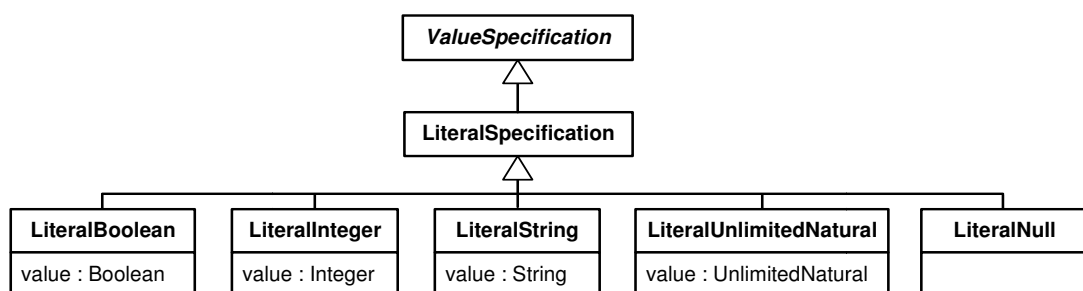 ValueSpecification
LiteralSpecification
LiteralBoolean
value : Boolean
LiteralInteger
value : Integer
LiteralString
value : String
LiteralUnlimitedNatural
value : UnlimitedNatural
LiteralNull